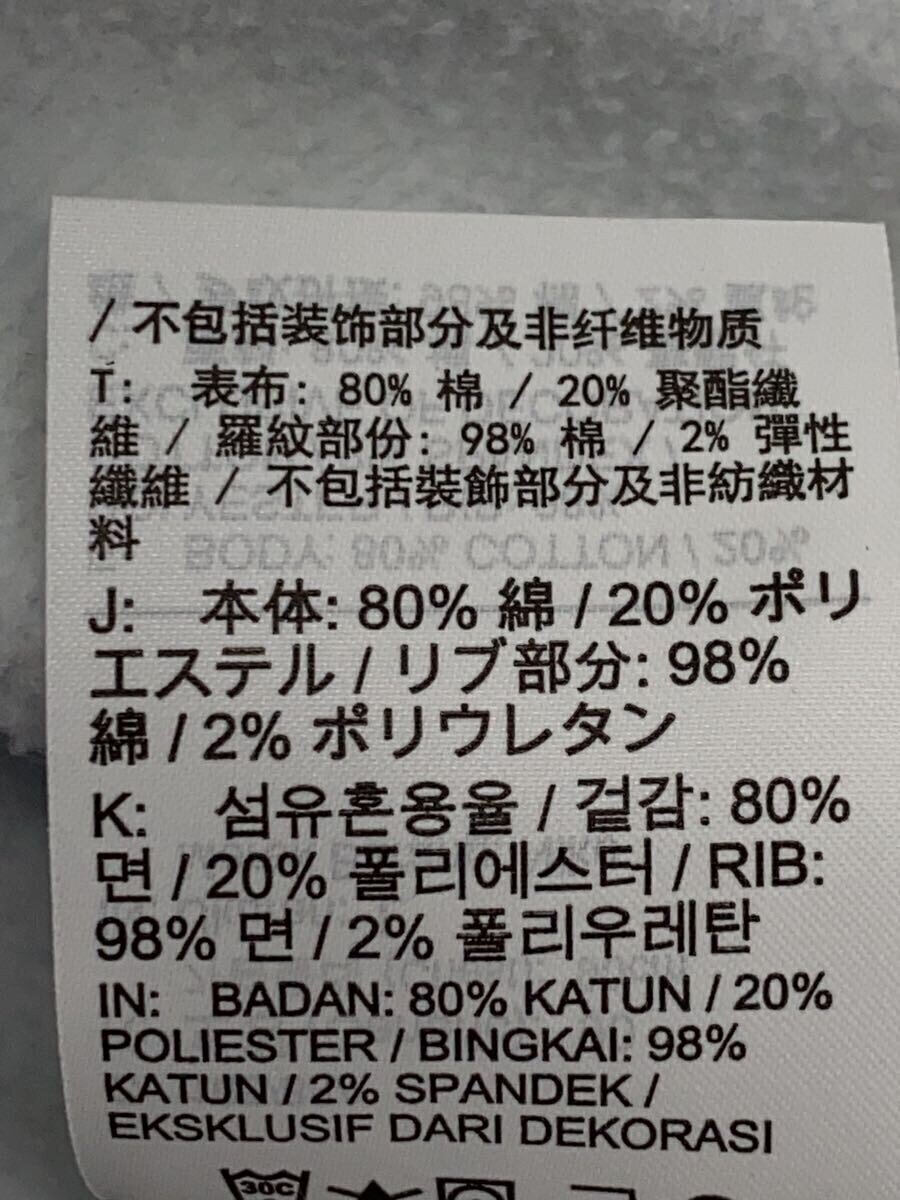 / 不包括装饰部分及非纤维物质
T: 表布: 80% 棉 / 20% 聚酯纖
維 / 羅紋部份: 98% 棉 / 2% 彈性
纖維 / 不包括裝飾部分及非紡織材
料
J: 本体: 80% 綿 / 20% ポリ
エステル / リブ部分: 98%
綿 / 2% ポリウレタン
K: 섬유혼용율 / 겉감: 80%
면 / 20% 폴리에스터 / RIB:
98% 면 / 2% 폴리우레탄
IN: BADAN: 80% KATUN / 20%
POLIESTER / BINGKAI: 98%
KATUN / 2% SPANDEK /
EKSKLUSIF DARI DEKORASI
30C